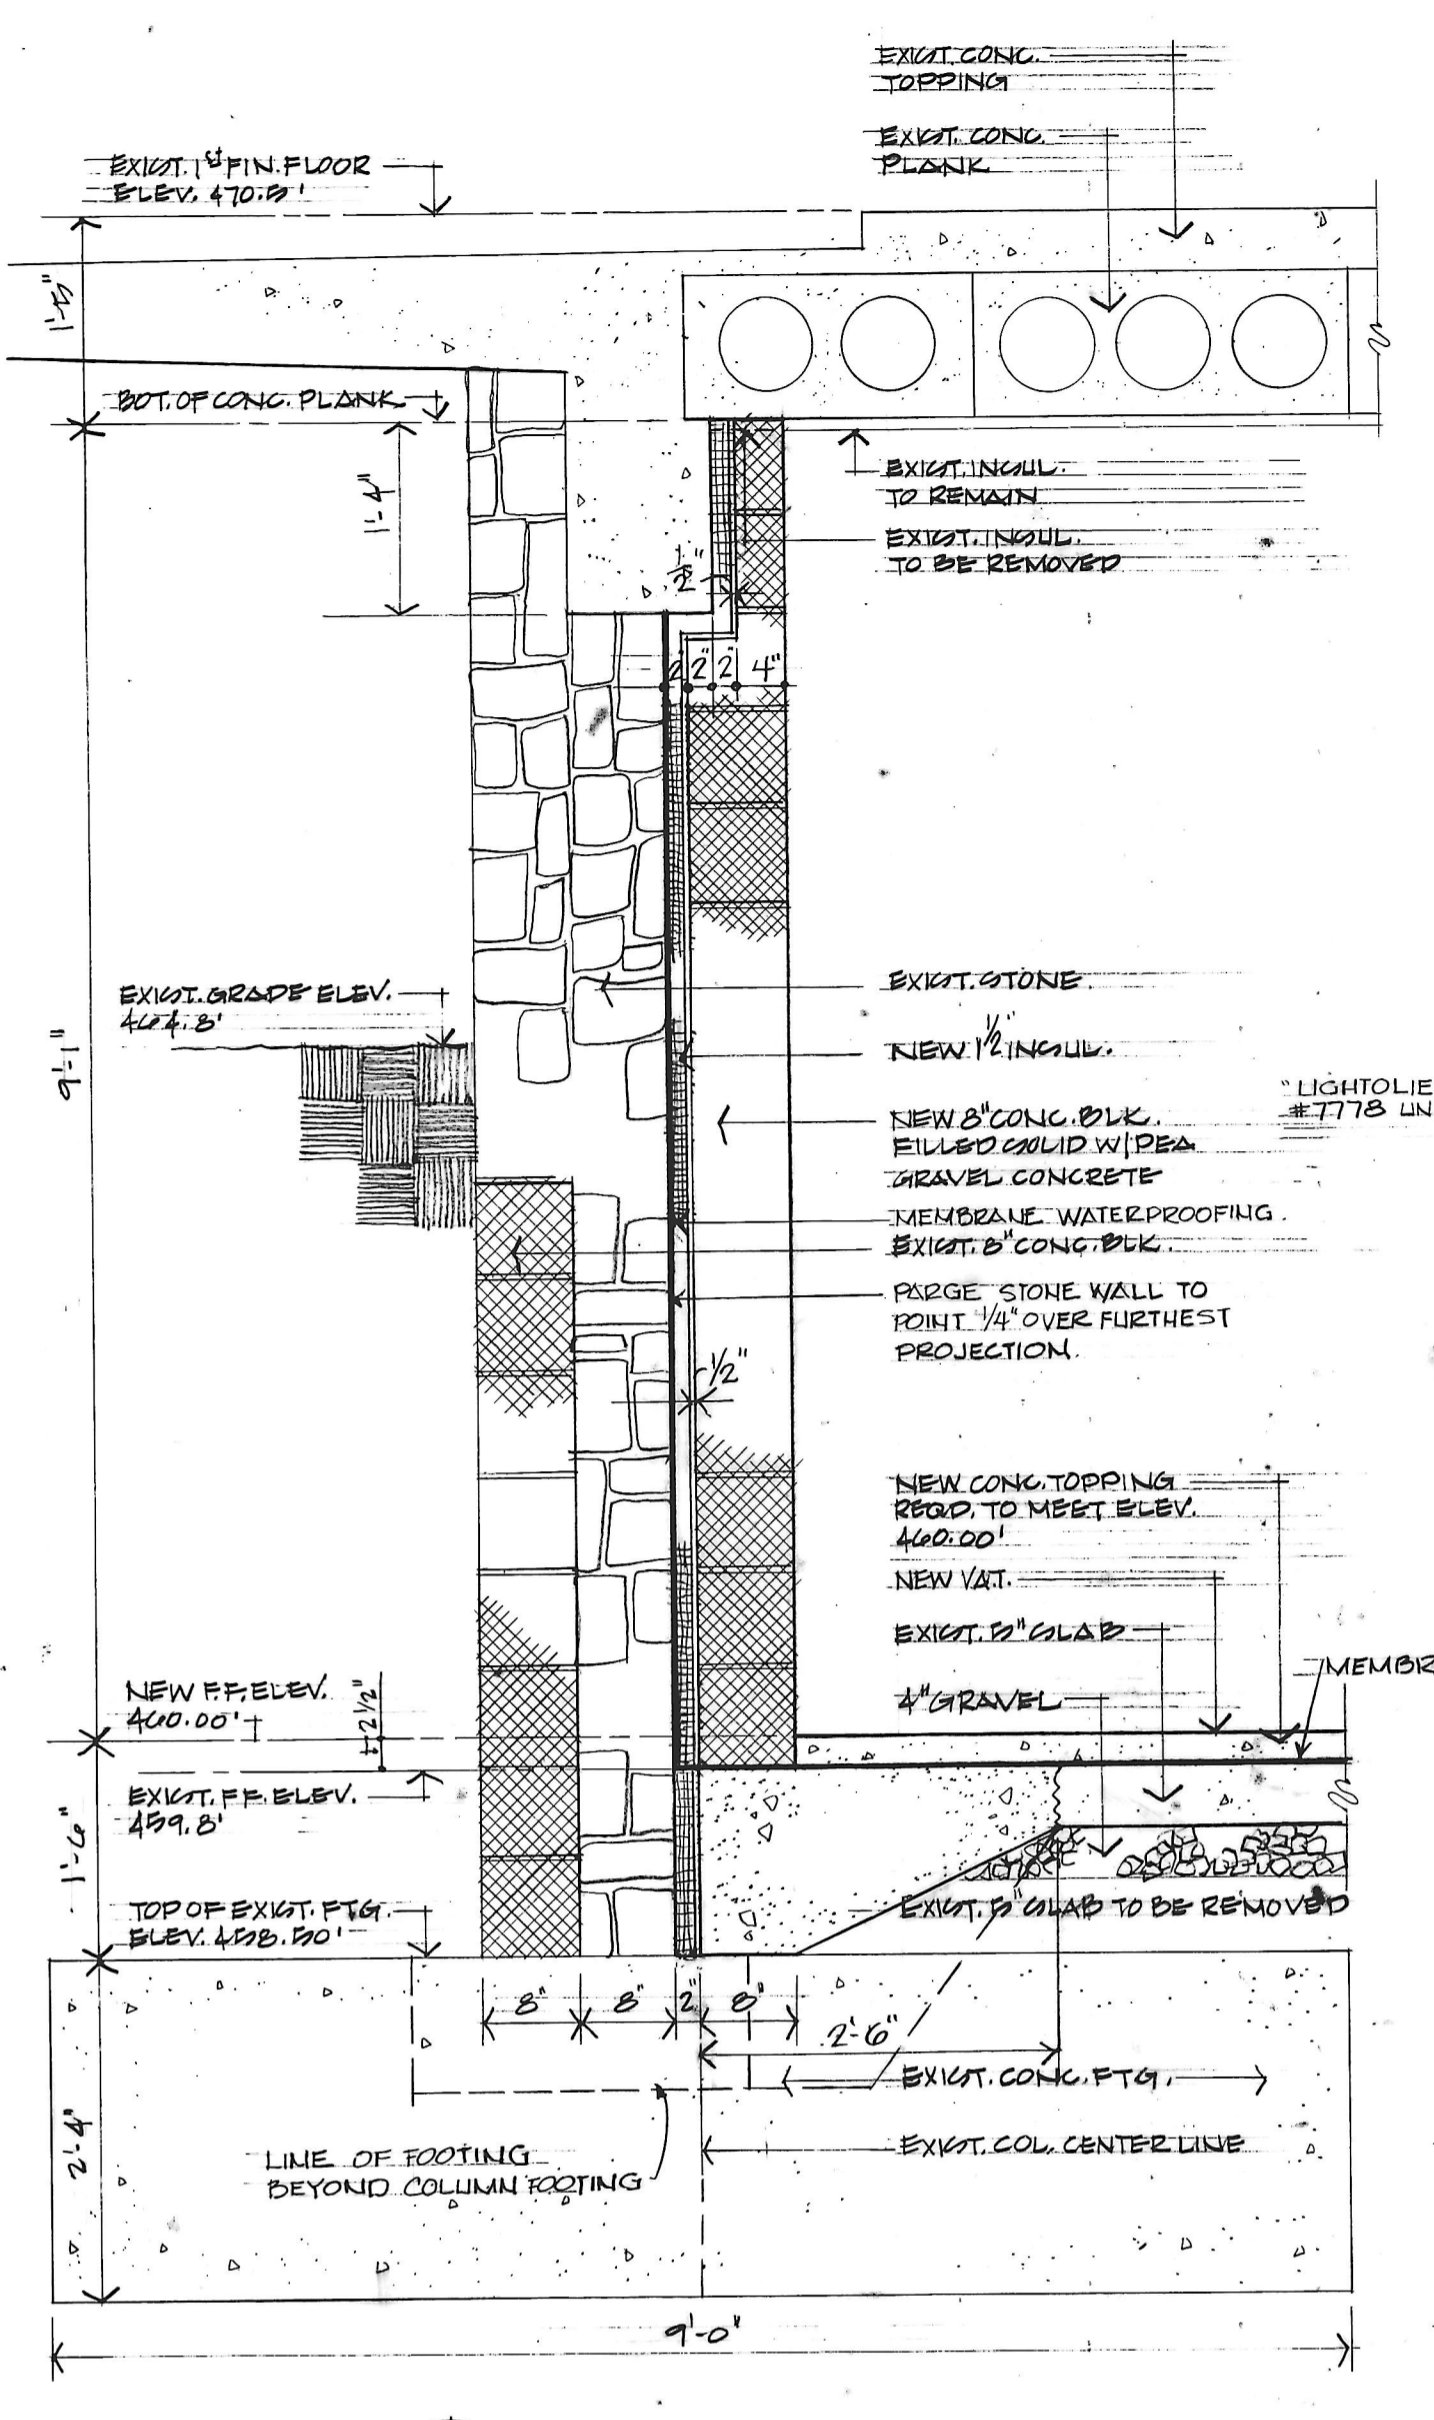 EXIST. CONC.
TOPPING
EXIST. CONC.
PLANK
EXIST. 1st FIN. FLOOR
ELEV. 470.5'
1'-5"
BOT. OF CONC. PLANK
1'-4"
EXIST. INSUL.
TO REMAIN
EXIST. INSUL.
TO BE REMOVED
1/2"
2" 2" 2" 4"
EXIST. STONE.
EXIST. GRADE ELEV.
464.8'
9'-1"
NEW 1 1/2" INSUL.
"LIGHTOLIE
#7778 UN
NEW 8" CONC. BLK.
FILLED SOLID W/PEA
GRAVEL CONCRETE
MEMBRANE WATERPROOFING.
EXIST. 8" CONC. BLK.
PARGE STONE WALL TO
POINT 1/4" OVER FURTHEST
PROJECTION.
1/2"
NEW CONC. TOPPING
REQD. TO MEET ELEV.
460.00'
NEW V.A.T.
EXIST. 5" SLAB
MEMBR
4" GRAVEL
NEW F.F. ELEV.
460.00'
2 1/2"
EXIST. F.F. ELEV.
459.8'
1'-6"
EXIST. 5" SLAB TO BE REMOVED
TOP OF EXIST. FTG.
ELEV. 458.50'
8" 8" 2" 8"
2'-6"
EXIST. CONC. FTG.
2'-4"
EXIST. COL. CENTER LINE
LINE OF FOOTING
BEYOND COLUMN FOOTING
9'-0"